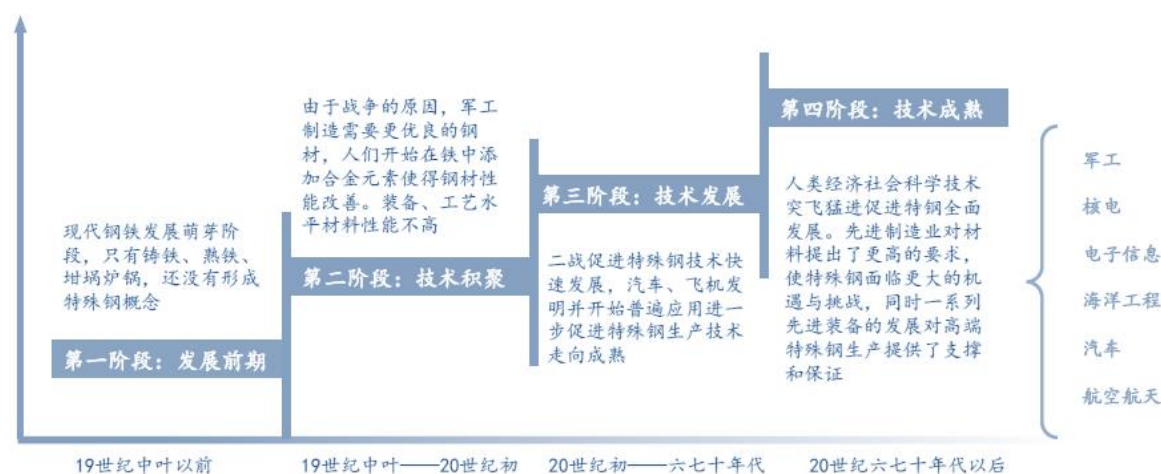 现代钢铁发展萌芽阶
段，只有铸铁、熟铁、
坩埚炉锅，还没有形成
特殊钢概念
第一阶段：发展前期
19世纪中叶以前
由于战争的原因，军工
制造需要更优良的钢
材，人们开始在铁中添
加合金元素使得钢材性
能改善。装备、工艺水
平材料性能不高
第二阶段：技术积聚
19世纪中叶——20世纪初
第三阶段：技术发展
二战促进特殊钢技术快
速发展，汽车、飞机发
明并开始普遍应用进一
步促进特殊钢生产技术
走向成熟
20世纪初——六七十年代
第四阶段：技术成熟
人类经济社会科学技术
突飞猛进促进特钢全面
发展。先进制造业对材
料提出了更高的要求，
使特殊钢面临更大的机
遇与挑战，同时一系列
先进装备的发展对高端
特殊钢生产提供了支撑
和保证
20世纪六七十年代以后
军工
核电
电子信息
海洋工程
汽车
航空航天